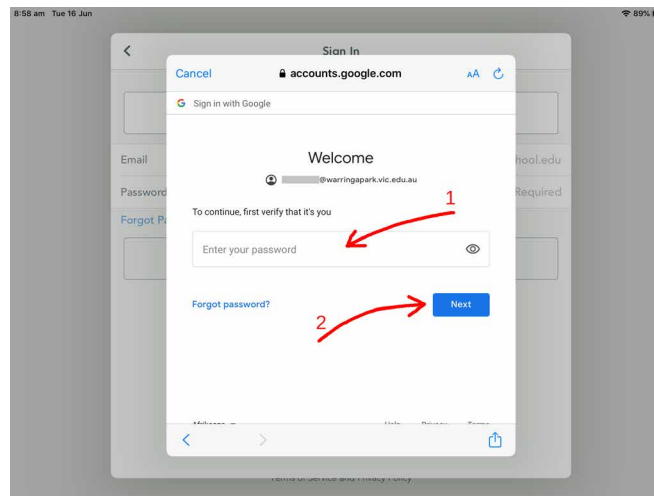 8:58 am Tue 16 Jun
89%
Sign In
Cancel
accounts.google.com
AA
G Sign in with Google
Email
hool.edu
Welcome
@warringapark.vic.edu.au
Password
Required
1
To continue, first verify that it's you
Forgot Pa
Enter your password
Forgot password?
Next
2
Help Privacy Terms
Terms of Service and Privacy Policy